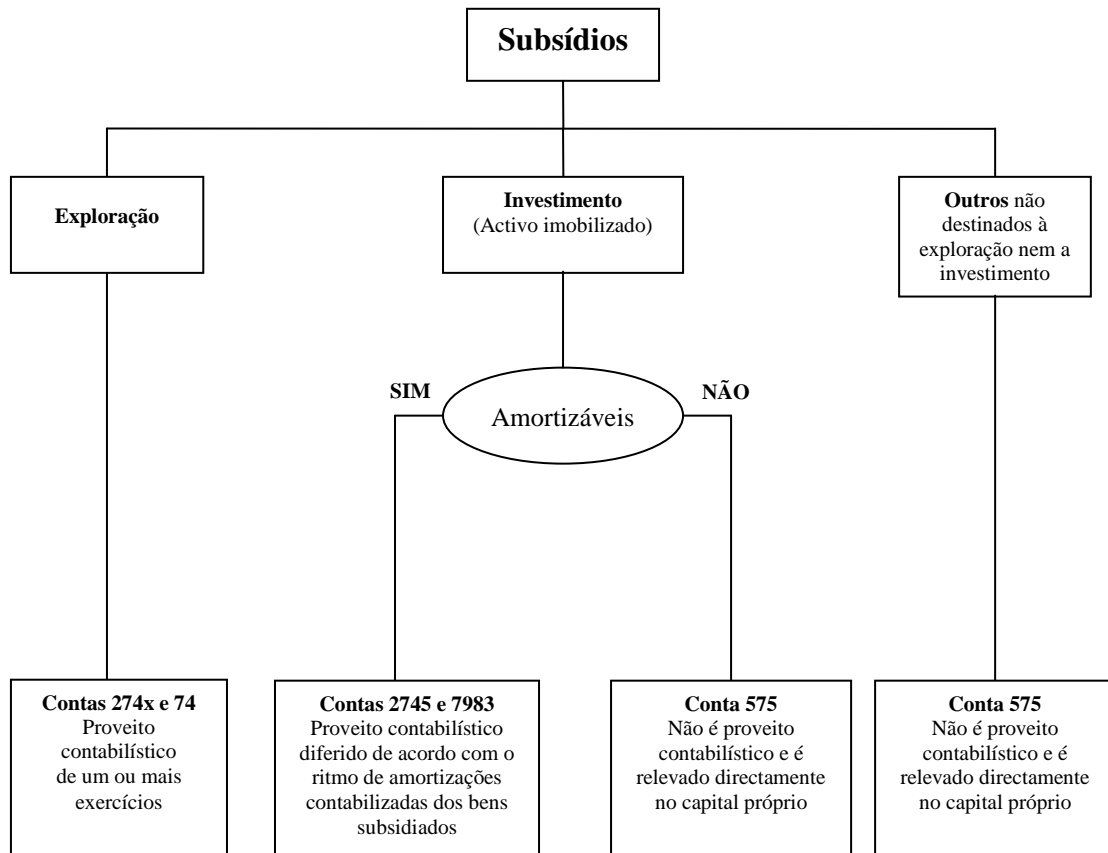 Subsídios
Exploração
Investimento
(Activo imobilizado)
Outros não
destinados à
exploração nem a
investimento
SIM
NÃO
Amortizáveis
Contas 274x e 74
Proveito
contabilístico
de um ou mais
exercícios
Contas 2745 e 7983
Proveito contabilístico
diferido de acordo com o
ritmo de amortizações
contabilizadas dos bens
subsidiados
Conta 575
Não é proveito
contabilístico e é
relevado directamente
no capital próprio
Conta 575
Não é proveito
contabilístico e é
relevado directamente
no capital próprio